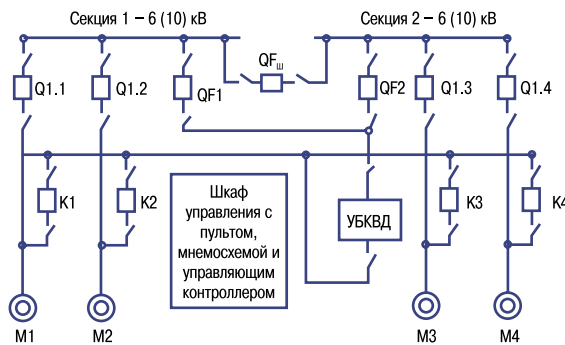 Секция 1 – 6 (10) кВ
Секция 2 – 6 (10) кВ
QFш
Q1.1
Q1.2
QF1
QF2
Q1.3
Q1.4
K1
K2
Шкаф
управления с
пультом,
мнемосхемой и
управляющим
контроллером
УБКВД
K3
K4
M1
M2
M3
M4